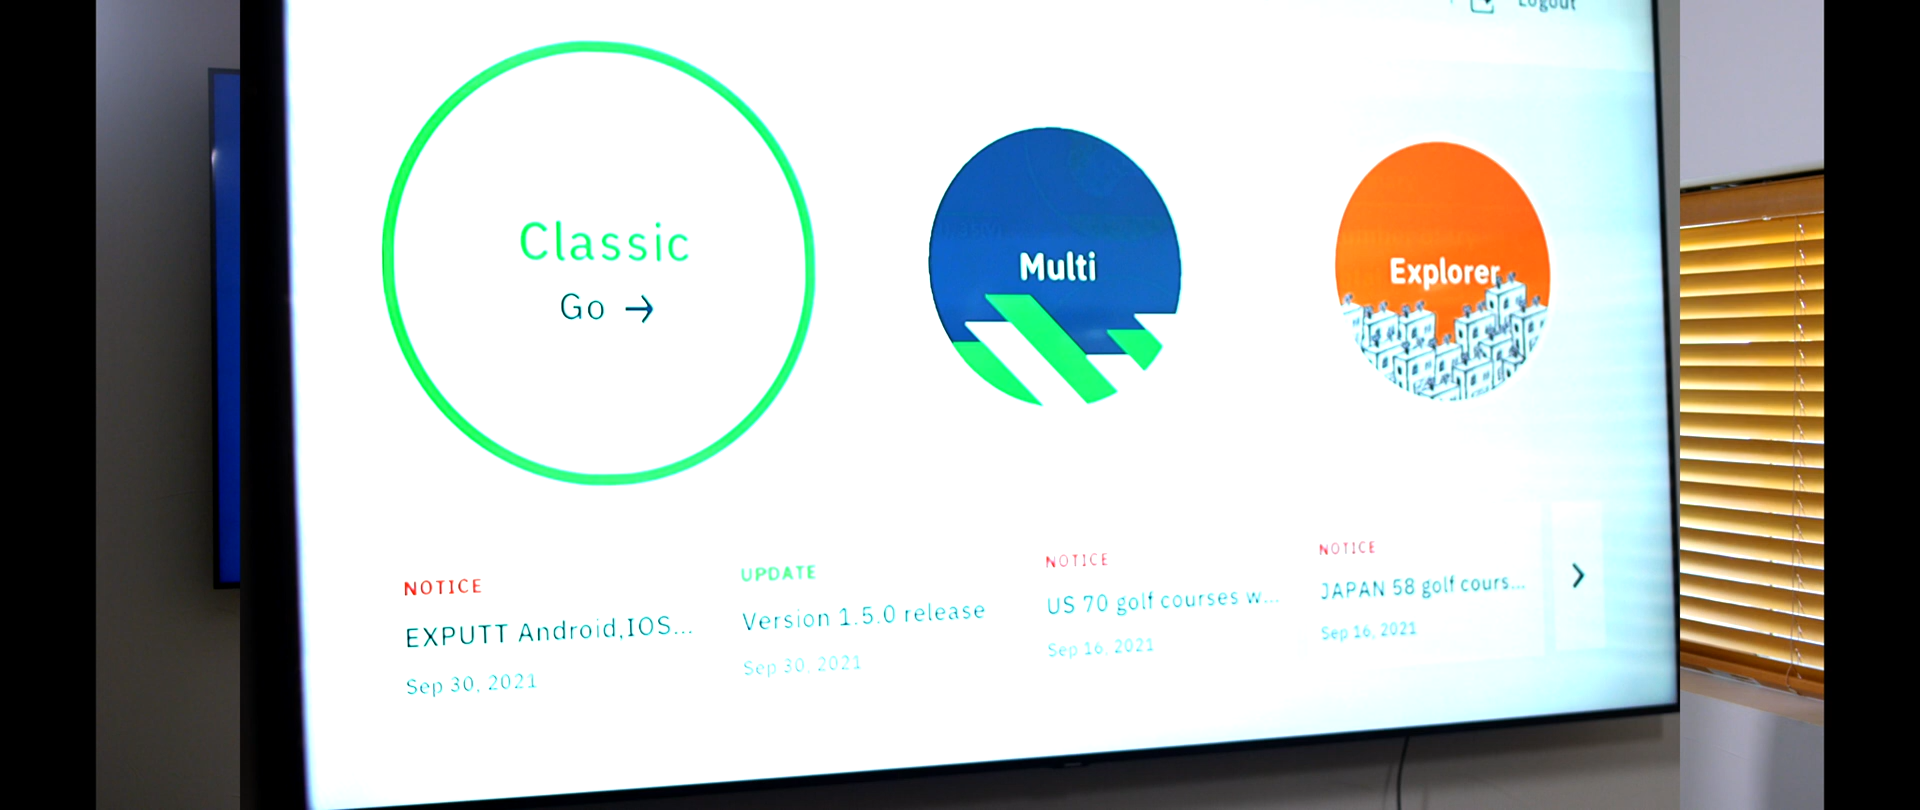 Logout
Classic
Go →
Multi
Explorer
NOTICE
EXPUTT Android,IOS...
Sep 30, 2021
UPDATE
Version 1.5.0 release
Sep 30, 2021
NOTICE
US 70 golf courses w...
Sep 16, 2021
NOTICE
JAPAN 58 golf cours...
Sep 16, 2021